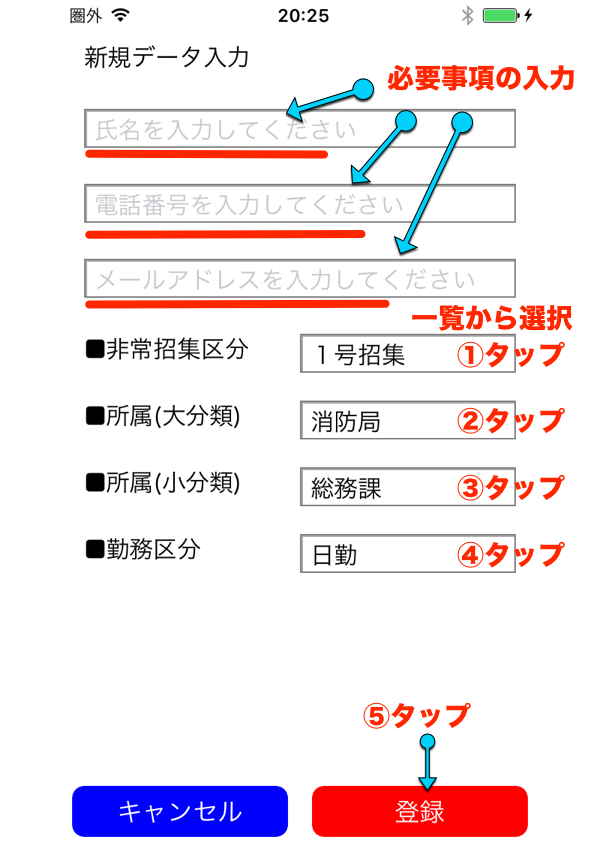 圏外 20:25
新規データ入力
必要事項の入力
氏名を入力してください
電話番号を入力してください
メールアドレスを入力してください
一覧から選択
■非常招集区分 １号招集 ①タップ
■所属(大分類) 消防局 ②タップ
■所属(小分類) 総務課 ③タップ
■勤務区分 日勤 ④タップ
⑤タップ
キャンセル 登録